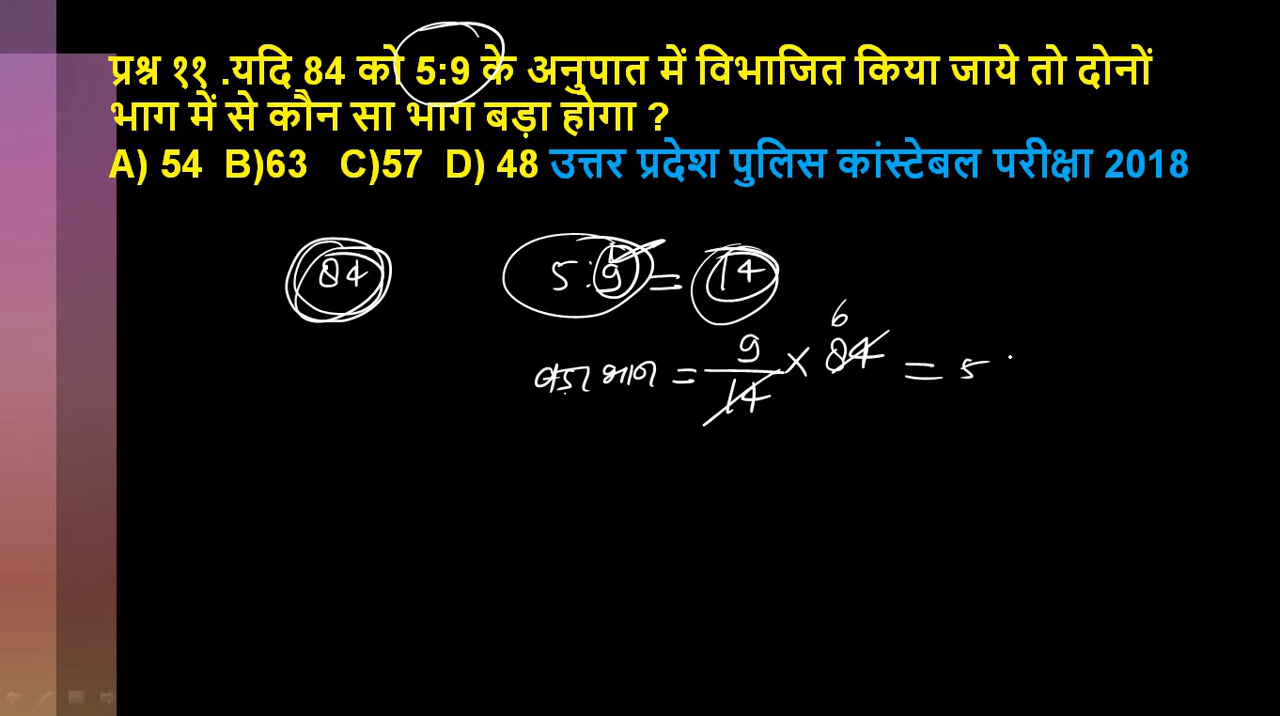 प्रश्न ११ .यदि 84 को 5:9 के अनुपात में विभाजित किया जाये तो दोनों
भाग में से कौन सा भाग बड़ा होगा ?
A) 54 B)63 C)57 D) 48 उत्तर प्रदेश पुलिस कांस्टेबल परीक्षा 2018
84 5:9 = 14
6
बड़ा भाग = 9/14 × 84 = 5